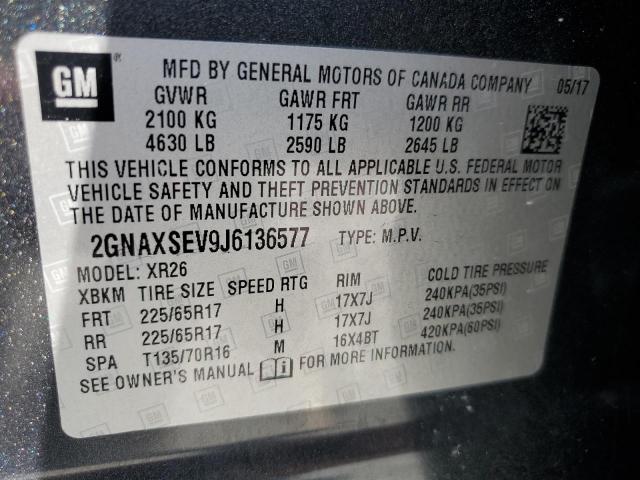 GM
MFD BY GENERAL MOTORS OF CANADA COMPANY 05/17
GVWR GAWR FRT GAWR RR
2100 KG 1175 KG 1200 KG
4630 LB 2590 LB 2645 LB
THIS VEHICLE CONFORMS TO ALL APPLICABLE U.S. FEDERAL MOTOR
VEHICLE SAFETY AND THEFT PREVENTION STANDARDS IN EFFECT ON
THE DATE OF MANUFACTURE SHOWN ABOVE.
2GNAXSEV9J6136577 TYPE: M.P.V.
MODEL: XR26
XBKM TIRE SIZE SPEED RTG RIM COLD TIRE PRESSURE
FRT 225/65R17 H 17X7J 240KPA(35PSI)
RR 225/65R17 H 17X7J 240KPA(35PSI)
SPA T135/70R16 M 16X4BT 420KPA(60PSI)
SEE OWNER'S MANUAL FOR MORE INFORMATION.